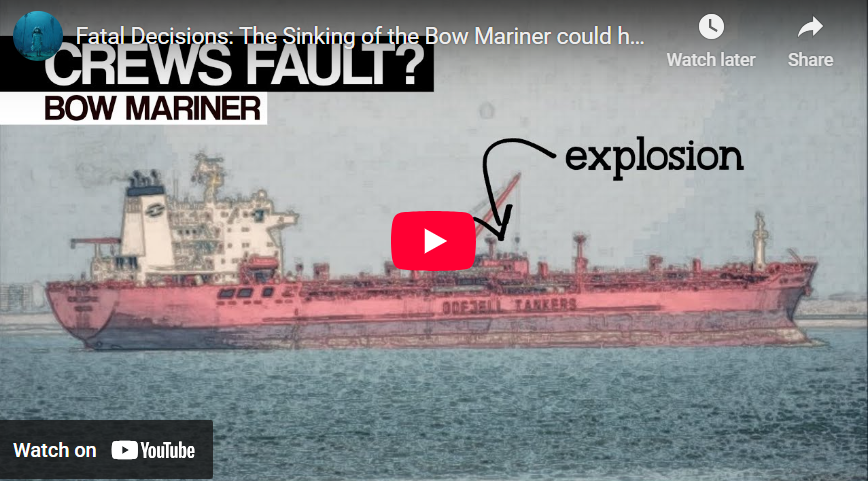 Fatal Decisions: The Sinking of the Bow Mariner could h...
Watch later
Share
CREWS FAULT?
BOW MARINER
explosion
ODFJELL TANKERS
Watch on YouTube